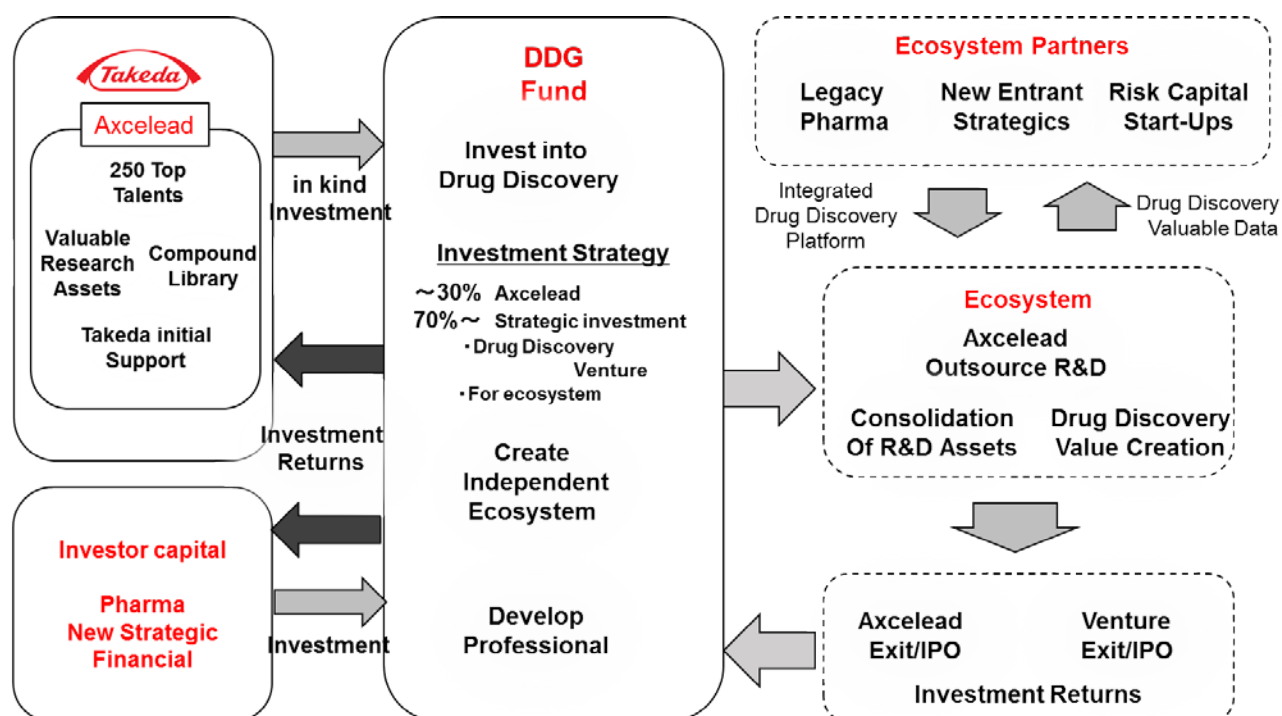 Takeda
Axcelead
250 Top
Talents
Valuable
Research
Assets
Compound
Library
Takeda initial
Support
in kind
Investment
Investment
Returns
Investor capital
Pharma
New Strategic
Financial
Investment
DDG
Fund
Invest into
Drug Discovery
Investment Strategy
～30% Axcelead
70%～ Strategic investment
・Drug Discovery
Venture
・For ecosystem
Create
Independent
Ecosystem
Develop
Professional
Ecosystem Partners
Legacy
Pharma
New Entrant
Strategics
Risk Capital
Start-Ups
Integrated
Drug Discovery
Platform
Drug Discovery
Valuable Data
Ecosystem
Axcelead
Outsource R&D
Consolidation
Of R&D Assets
Drug Discovery
Value Creation
Axcelead
Exit/IPO
Venture
Exit/IPO
Investment Returns